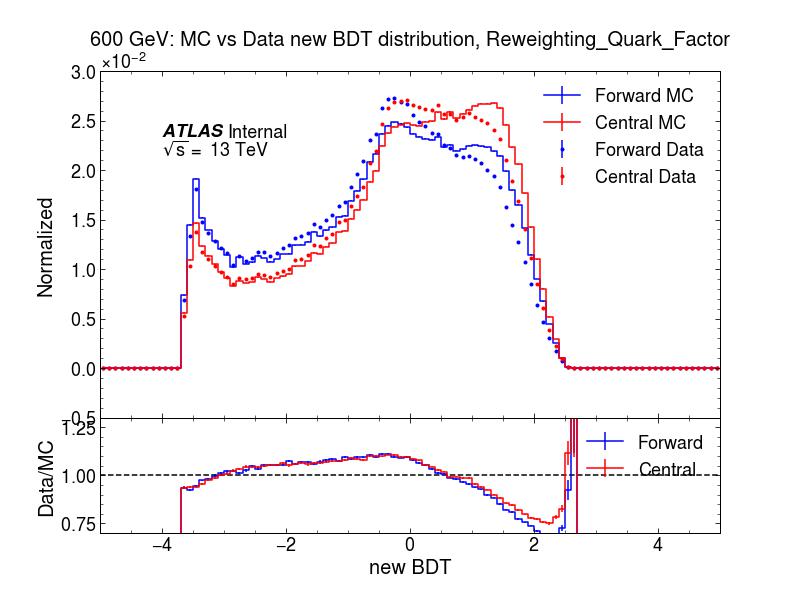 600 GeV: MC vs Data new BDT distribution, Reweighting_Quark_Factor
×10⁻²
3.0
2.5
2.0
1.5
1.0
0.5
0.0
−0.5
Normalized
ATLAS Internal
√s = 13 TeV
Forward MC
Central MC
Forward Data
Central Data
1.25
1.00
0.75
Data/MC
Forward
Central
−4
−2
0
2
4
new BDT